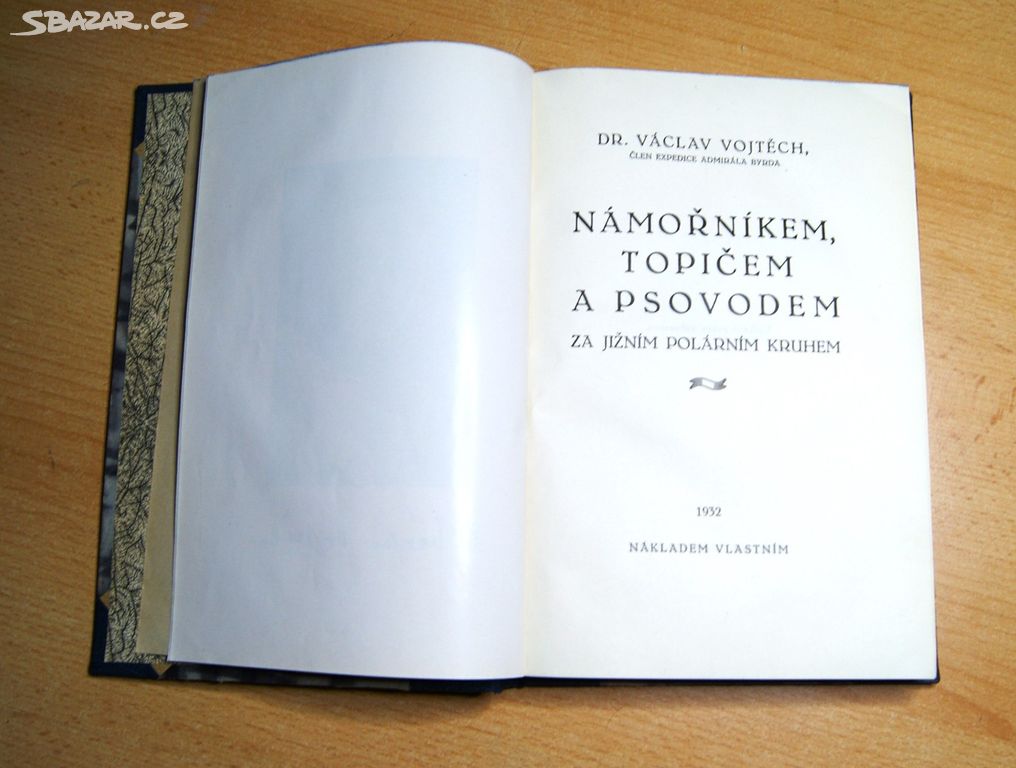 SBAZAR.CZ
DR. VÁCLAV VOJTĚCH,
ČLEN EXPEDICE ADMIRÁLA BYRDA
NÁMOŘNÍKEM,
TOPIČEM
A PSOVODEM
ZA JIŽNÍM POLÁRNÍM KRUHEM
1932
NÁKLADEM VLASTNÍM